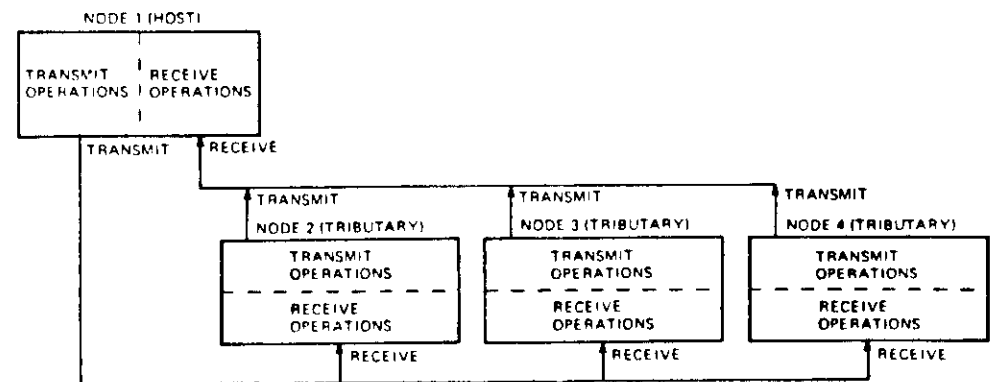 NODE 1 (HOST)
TRANSMIT OPERATIONS
RECEIVE OPERATIONS
TRANSMIT
RECEIVE
TRANSMIT
TRANSMIT
TRANSMIT
NODE 2 (TRIBUTARY)
NODE 3 (TRIBUTARY)
NODE 4 (TRIBUTARY)
TRANSMIT OPERATIONS
TRANSMIT OPERATIONS
TRANSMIT OPERATIONS
RECEIVE OPERATIONS
RECEIVE OPERATIONS
RECEIVE OPERATIONS
RECEIVE
RECEIVE
RECEIVE